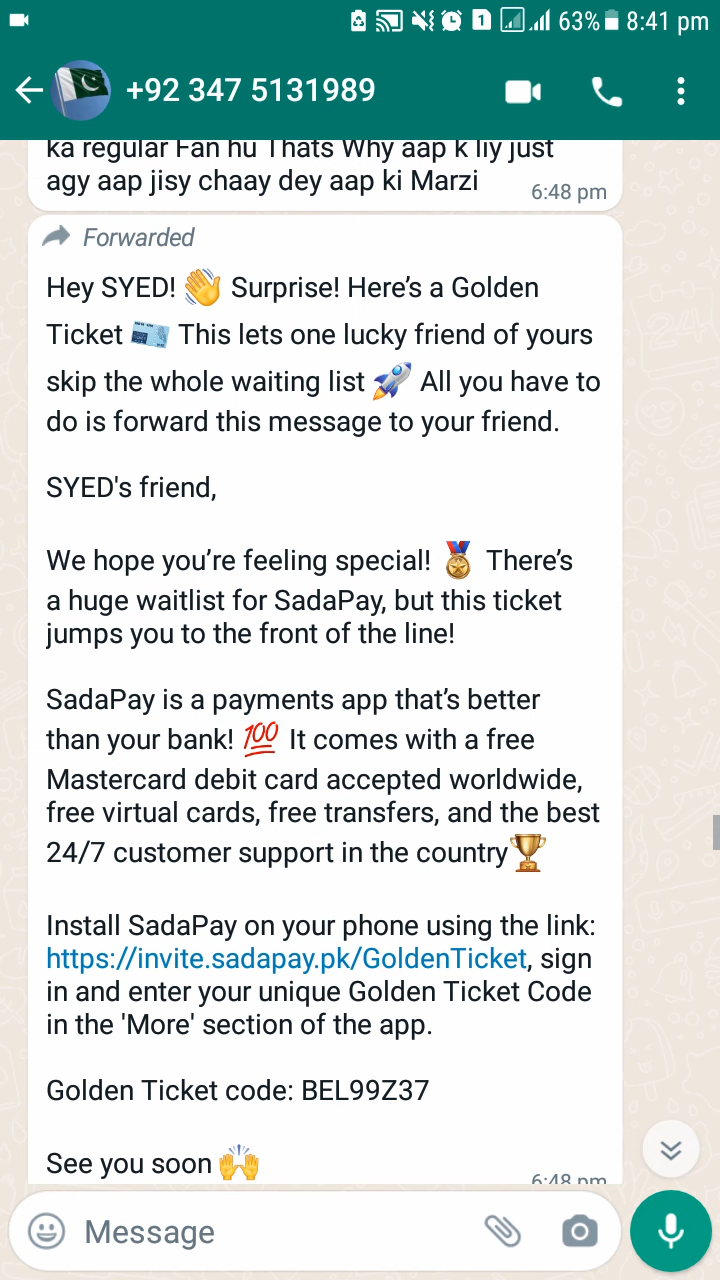 1 63% 8:41 pm
+92 347 5131989
ka regular Fan hu Thats Why aap k liy just
agy aap jisy chaay dey aap ki Marzi
6:48 pm
Forwarded
Hey SYED! 👋 Surprise! Here’s a Golden
Ticket 🎫 This lets one lucky friend of yours
skip the whole waiting list 🚀 All you have to
do is forward this message to your friend.
SYED's friend,
We hope you’re feeling special! 🏅 There’s
a huge waitlist for SadaPay, but this ticket
jumps you to the front of the line!
SadaPay is a payments app that’s better
than your bank! 💯 It comes with a free
Mastercard debit card accepted worldwide,
free virtual cards, free transfers, and the best
24/7 customer support in the country🏆
Install SadaPay on your phone using the link:
https://invite.sadapay.pk/GoldenTicket, sign
in and enter your unique Golden Ticket Code
in the 'More' section of the app.
Golden Ticket code: BEL99Z37
See you soon 🙌
6:48 pm
Message